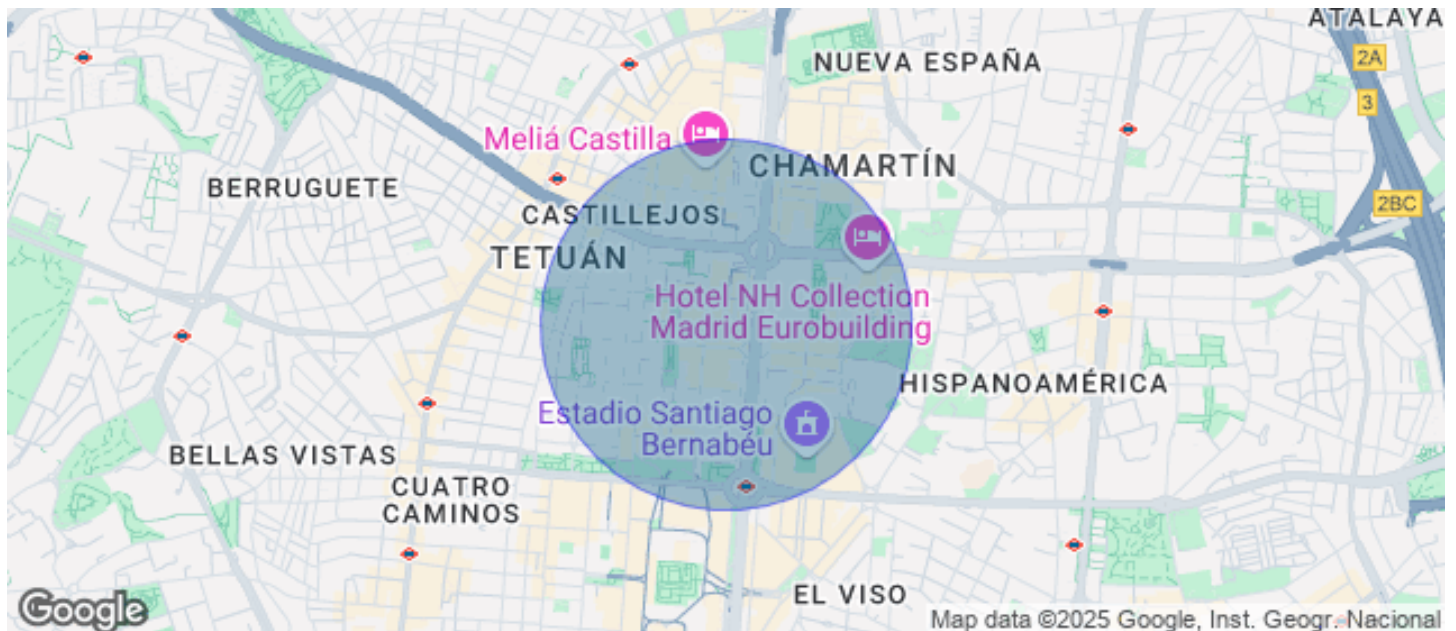 ATALAYA
2A
NUEVA ESPAÑA
3
Meliá Castilla
CHAMARTÍN
BERRUGUETE
2BC
CASTILLEJOS
TETUÁN
Hotel NH Collection
Madrid Eurobuilding
HISPANOAMÉRICA
Estadio Santiago
Bernabéu
BELLAS VISTAS
CUATRO
CAMINOS
EL VISO
Google
Map data ©2025 Google, Inst. Geogr. Nacional